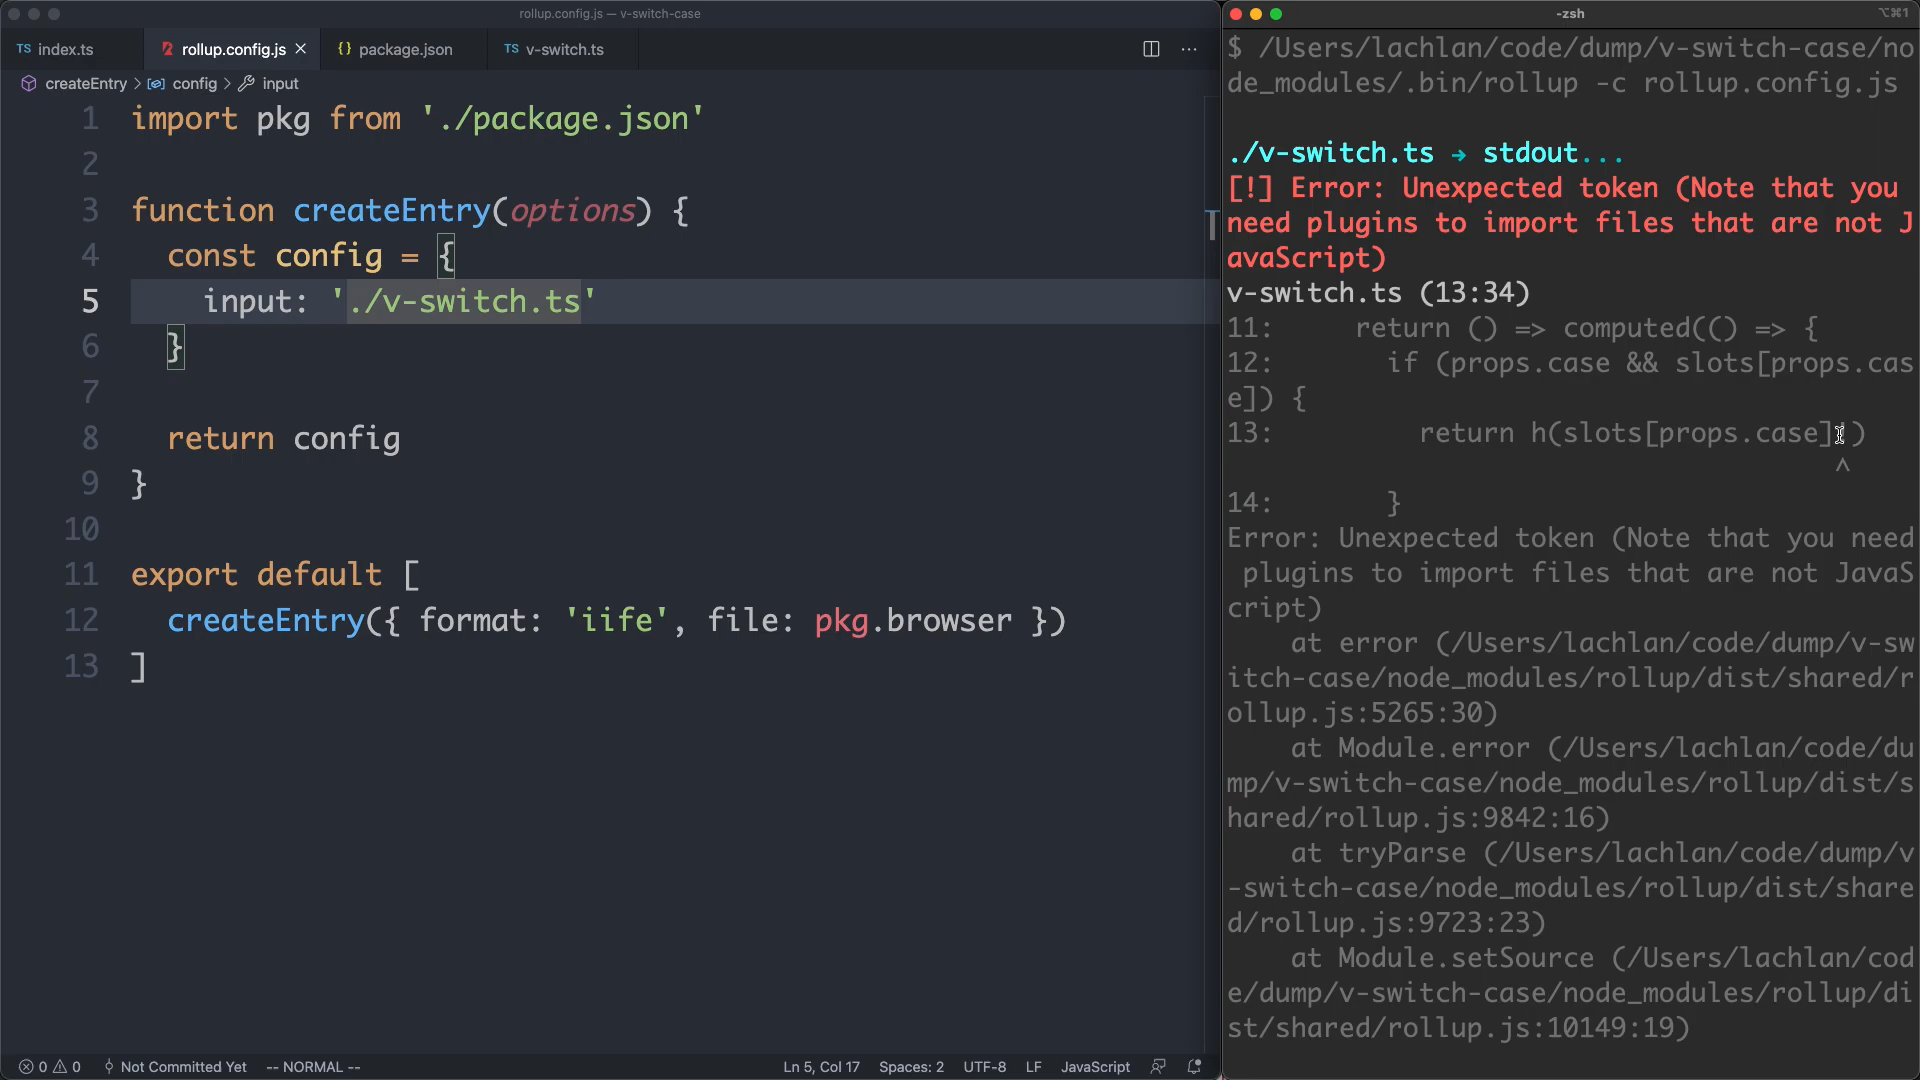 rollup.config.js — v-switch-case
TS index.ts
rollup.config.js
{} package.json
TS v-switch.ts
createEntry > config > input
1 import pkg from './package.json'
2
3 function createEntry(options) {
4 const config = {
5 input: './v-switch.ts'
6 }
7
8 return config
9 }
10
11 export default [
12 createEntry({ format: 'iife', file: pkg.browser })
13 ]
0 0 Not Committed Yet -- NORMAL --
Ln 5, Col 17 Spaces: 2 UTF-8 LF JavaScript
-zsh
⌥⌘1
$ /Users/lachlan/code/dump/v-switch-case/no
de_modules/.bin/rollup -c rollup.config.js
./v-switch.ts → stdout...
[!] Error: Unexpected token (Note that you
need plugins to import files that are not J
avaScript)
v-switch.ts (13:34)
11: return () => computed(() => {
12: if (props.case && slots[props.cas
e]) {
13: return h(slots[props.case]!)
^
14: }
Error: Unexpected token (Note that you need
plugins to import files that are not JavaS
cript)
at error (/Users/lachlan/code/dump/v-sw
itch-case/node_modules/rollup/dist/shared/r
ollup.js:5265:30)
at Module.error (/Users/lachlan/code/du
mp/v-switch-case/node_modules/rollup/dist/s
hared/rollup.js:9842:16)
at tryParse (/Users/lachlan/code/dump/v
-switch-case/node_modules/rollup/dist/share
d/rollup.js:9723:23)
at Module.setSource (/Users/lachlan/cod
e/dump/v-switch-case/node_modules/rollup/di
st/shared/rollup.js:10149:19)